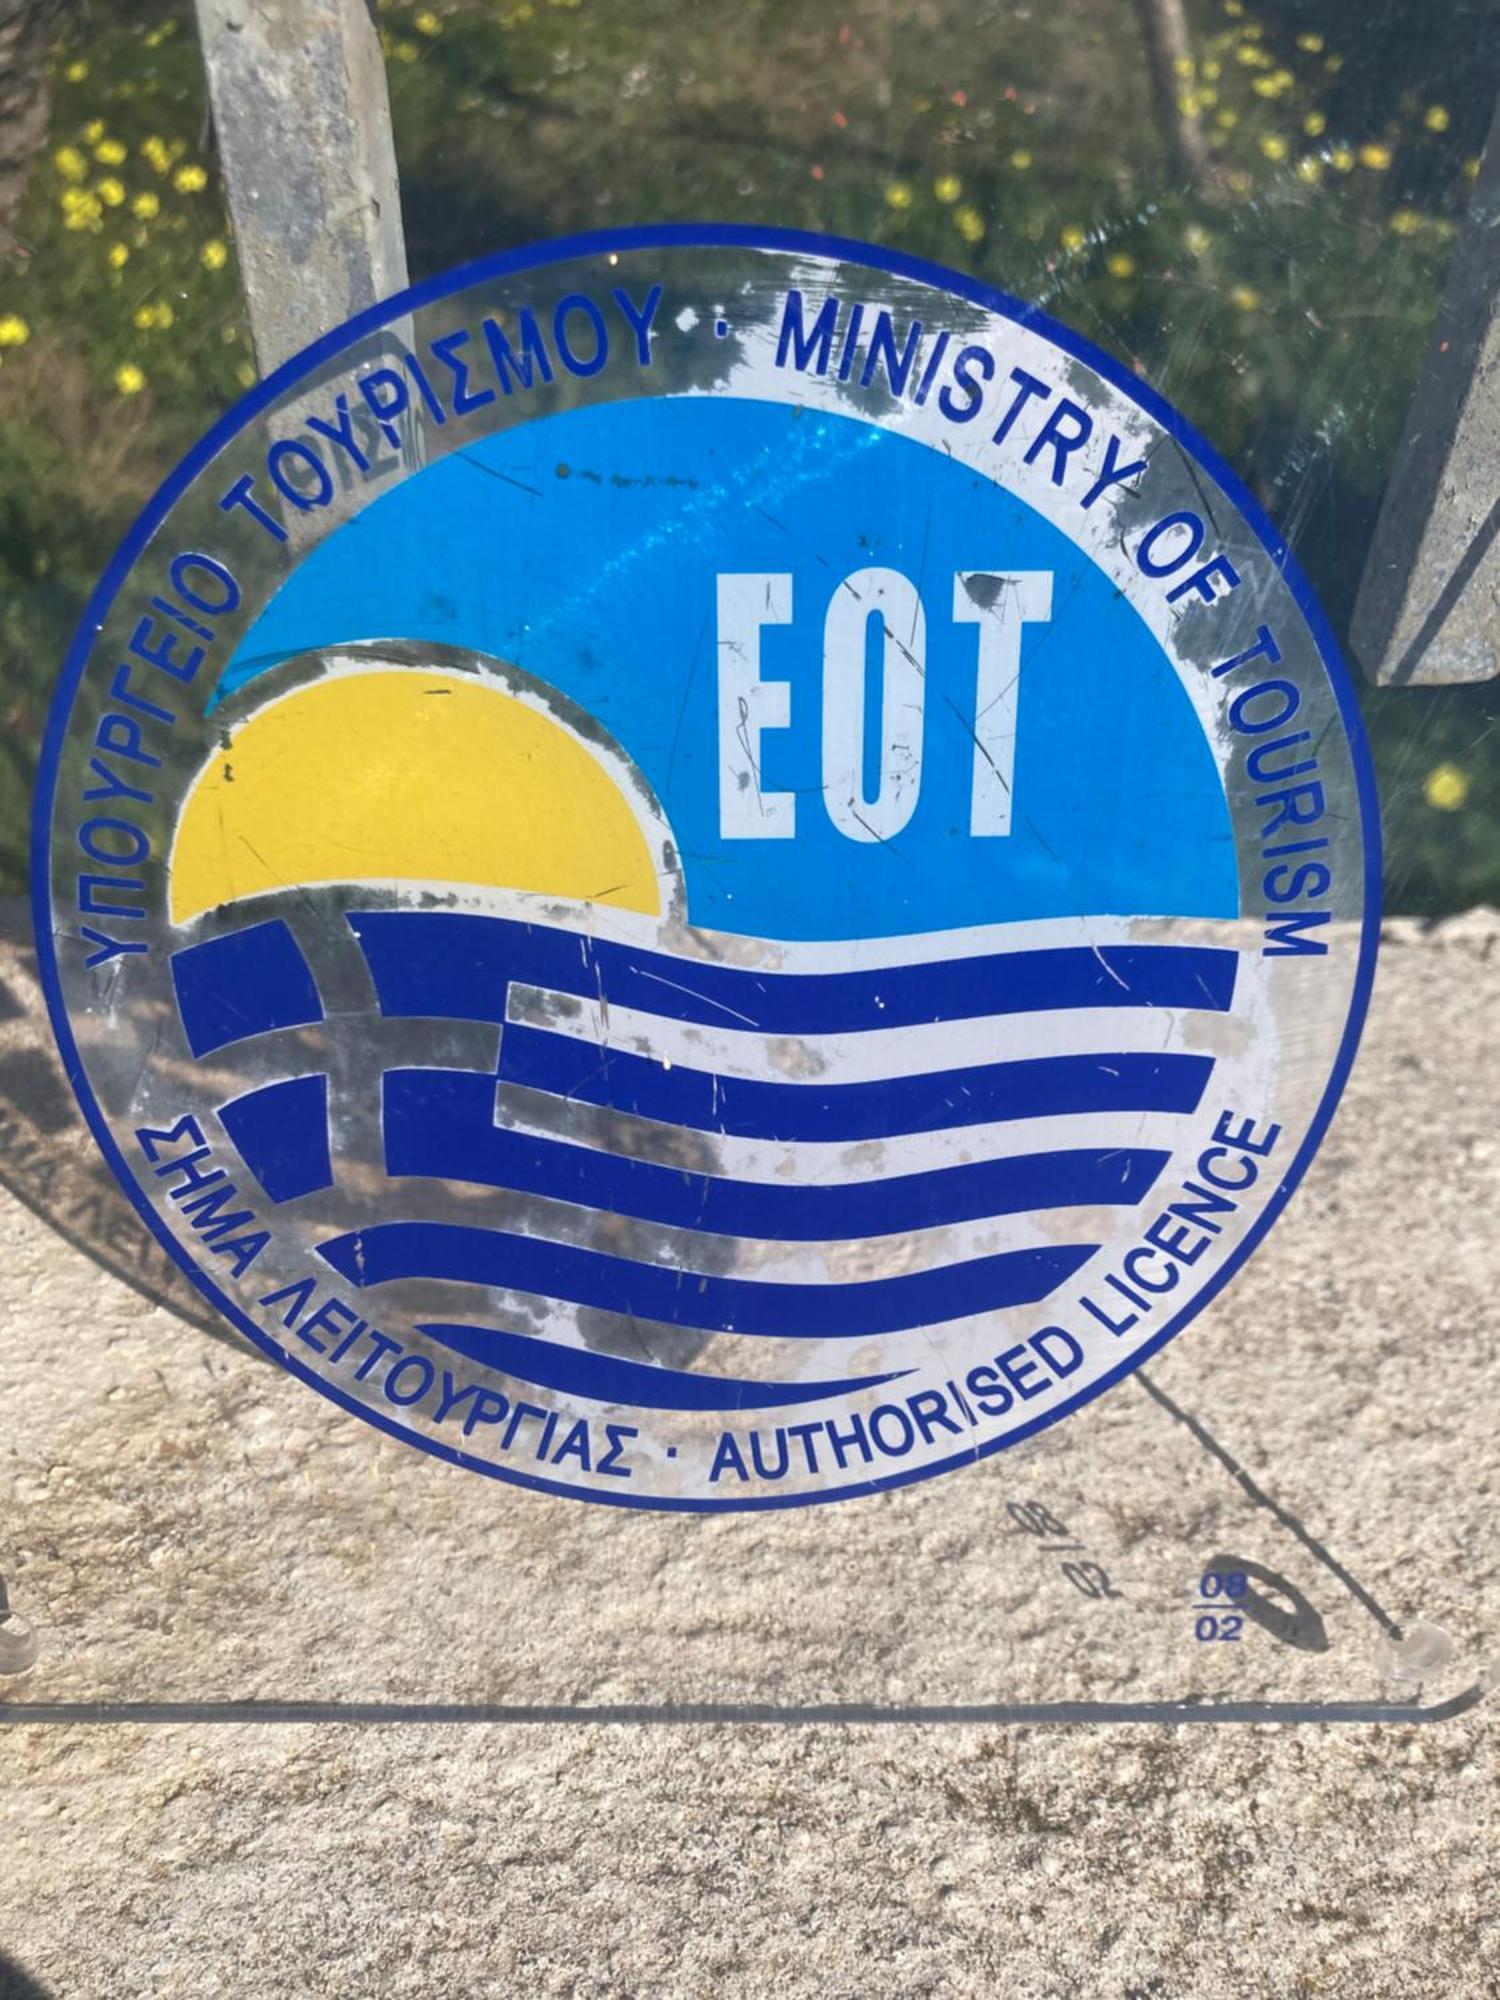 ΥΠΟΥΡΓΕΙΟ ΤΟΥΡΙΣΜΟΥ · MINISTRY OF TOURISM
ΕΟΤ
ΣΗΜΑ ΛΕΙΤΟΥΡΓΙΑΣ · AUTHORISED LICENCE
08
02